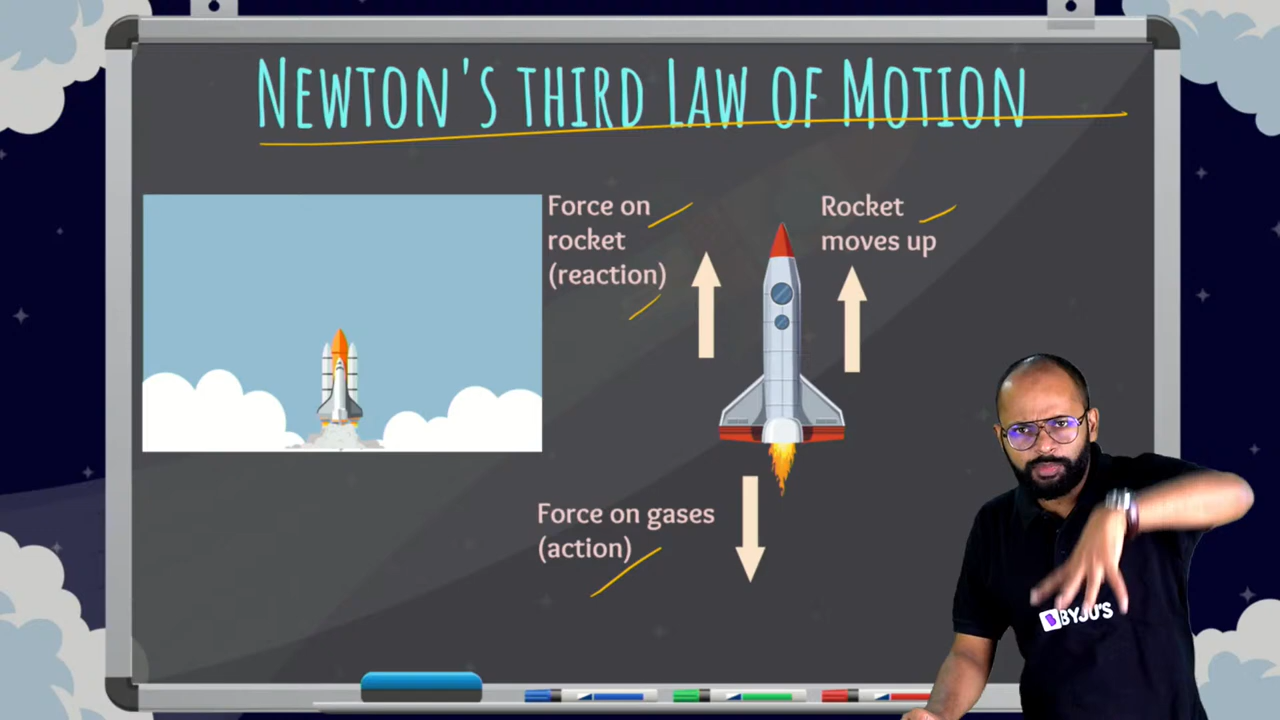 NEWTON'S THIRD LAW OF MOTION
Force on
rocket
(reaction)
Rocket
moves up
Force on gases
(action)
BYJU'S